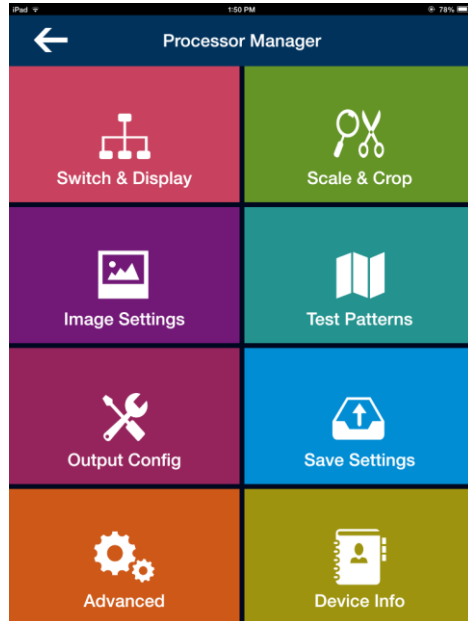 iPad 1:50 PM 78%
Processor Manager
Switch & Display Scale & Crop
Image Settings Test Patterns
Output Config Save Settings
Advanced Device Info